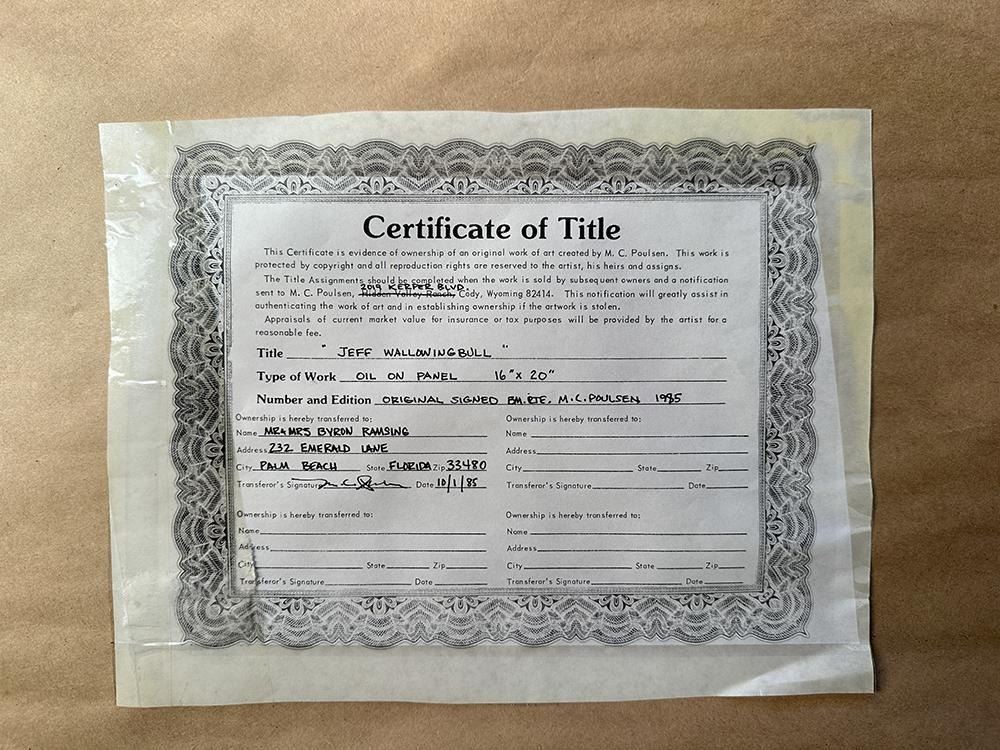 Certificate of Title
This Certificate is evidence of ownership of an original work of art created by M. C. Poulsen. This work is
protected by copyright and all reproduction rights are reserved to the artist, his heirs and assigns.
The Title Assignments should be completed when the work is sold by subsequent owners and a notification
2019 KERPER BLVD.
sent to M. C. Poulsen, Hidden Valley Ranch, Cody, Wyoming 82414. This notification will greatly assist in
authenticating the work of art and in establishing ownership if the artwork is stolen.
Appraisals of current market value for insurance or tax purposes will be provided by the artist for a
reasonable fee.
Title " JEFF WALLOWINGBULL "
Type of Work OIL ON PANEL 16" x 20"
Number and Edition ORIGINAL SIGNED M.C. POULSEN 1985
Ownership is hereby transferred to:
Name MR & MRS BYRON RAMSING
Address 232 EMERALD LANE
City PALM BEACH State FLORIDA Zip 33480
Transferor's Signature Date 10/1/85
Ownership is hereby transferred to:
Name
Address
City State Zip
Transferor's Signature Date
Ownership is hereby transferred to:
Name
Address
City State Zip
Transferor's Signature Date
Ownership is hereby transferred to:
Name
Address
City State Zip
Transferor's Signature Date